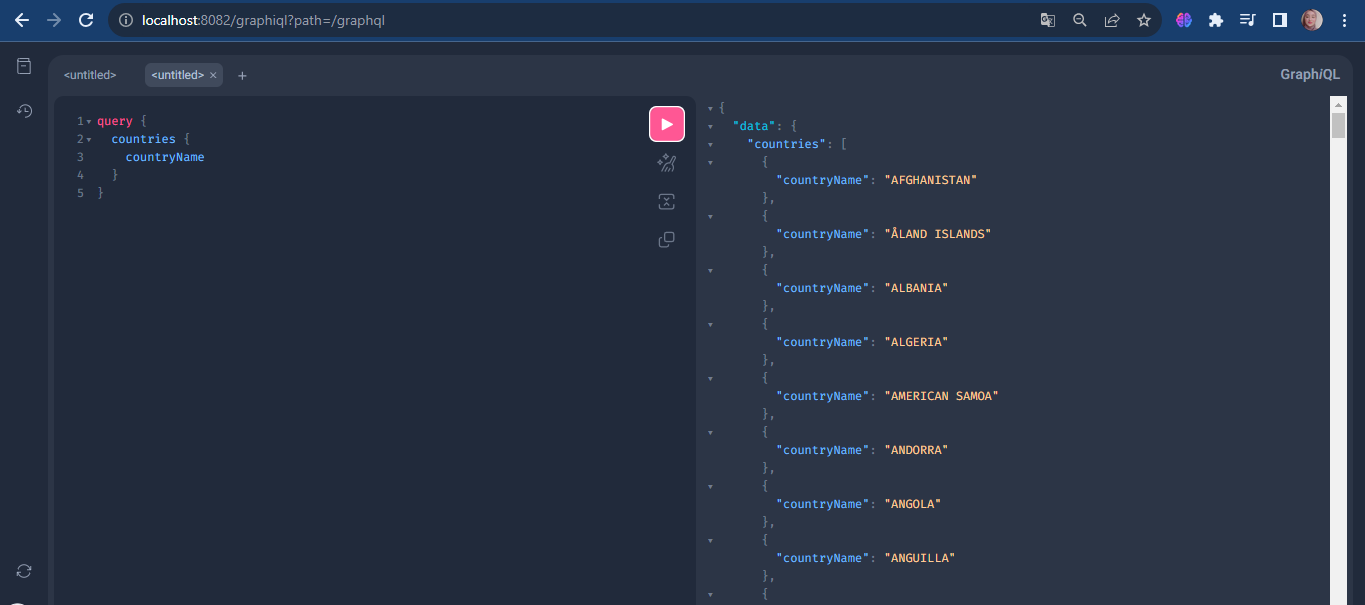 localhost:8082/graphiql?path=/graphql
<untitled>
<untitled> × +
GraphiQL
1 query {
2 countries {
3 countryName
4 }
5 }
{
"data": {
"countries": [
{
"countryName": "AFGHANISTAN"
},
{
"countryName": "ÅLAND ISLANDS"
},
{
"countryName": "ALBANIA"
},
{
"countryName": "ALGERIA"
},
{
"countryName": "AMERICAN SAMOA"
},
{
"countryName": "ANDORRA"
},
{
"countryName": "ANGOLA"
},
{
"countryName": "ANGUILLA"
},
{